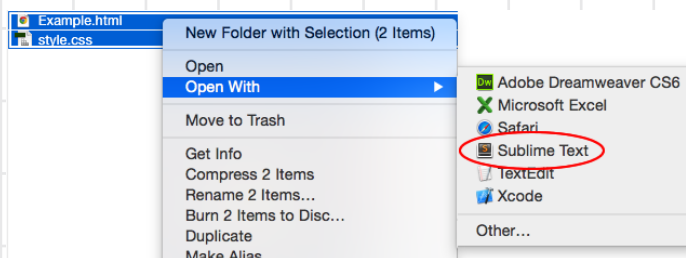 Example.html
style.css
New Folder with Selection (2 Items)
Open
Open With
Move to Trash
Get Info
Compress 2 Items
Rename 2 Items...
Burn 2 Items to Disc...
Duplicate
Make Alias
Dw Adobe Dreamweaver CS6
Microsoft Excel
Safari
Sublime Text
TextEdit
Xcode
Other...